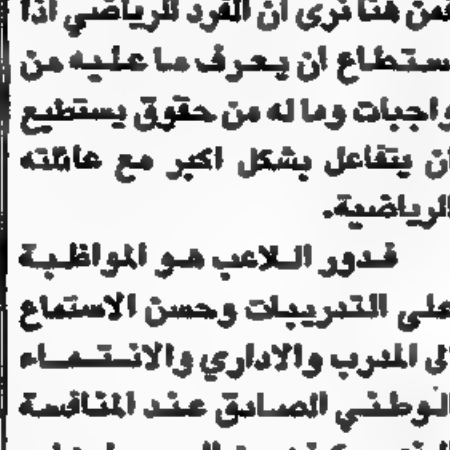 فمن هنا نرى ان الفرد الرياضي اذا
ستطاع ان يعرف ما عليه من
واجبات وما له من حقوق يستطيع
ان يتفاعل بشكل اكبر مع عائلته
الرياضية.
فدور اللاعب هو المواظبة
على التدريبات وحسن الاستماع
الى المدرب والاداري والانتماء
الوطني الصادق عند المنافسة